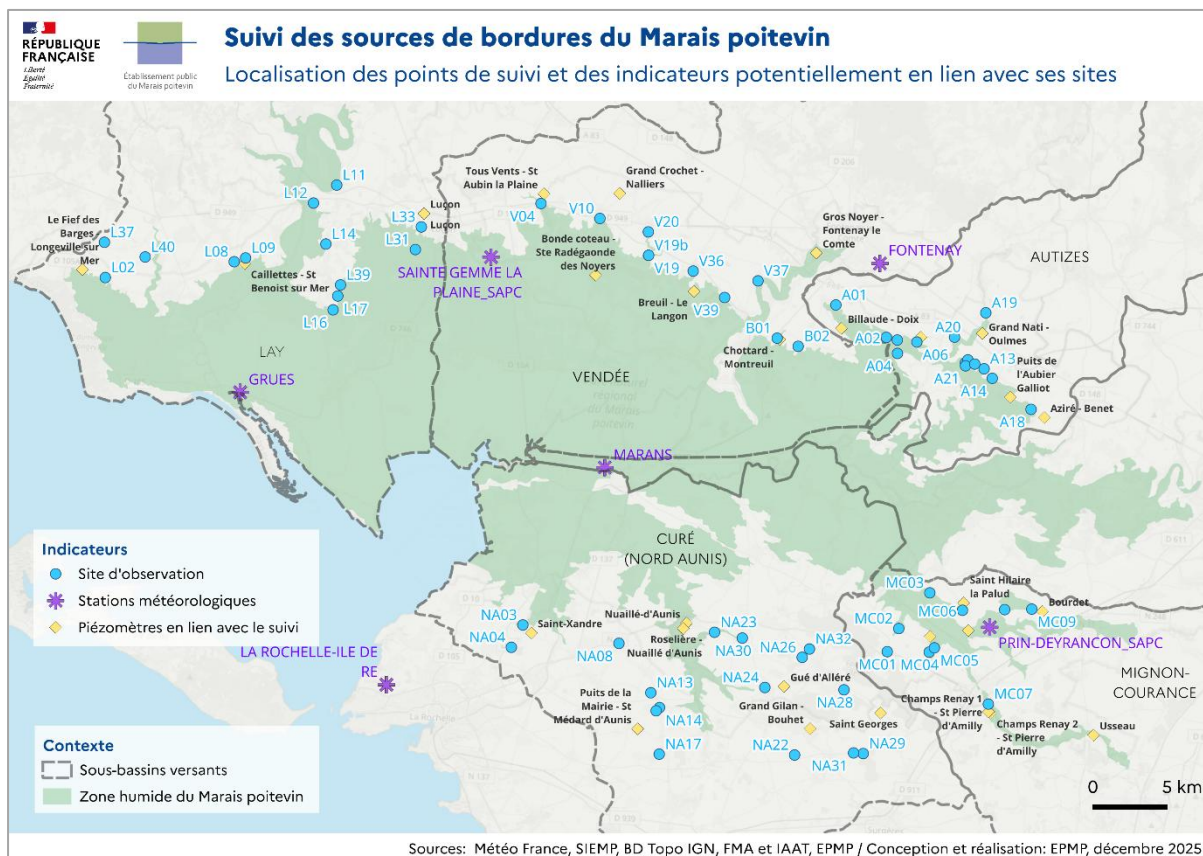 RÉPUBLIQUE
FRANÇAISE
Liberté
Égalité
Fraternité
Établissement public
du Marais poitevin
Suivi des sources de bordures du Marais poitevin
Localisation des points de suivi et des indicateurs potentiellement en lien avec ses sites
L11
L12
Luçon
L33
Luçon
L31
L14
L39
L17
L16
Le Fief des
Barges -
Longeville sur
Mer
L37
L40
L02
L08
L09
Caillettes - St
Benoist sur Mer
LAY
GRUES
Tous Vents - St
Aubin la Plaine
V04
Grand Crochet -
Nalliers
V10
V20
V19b
V19
Bonde coteau -
Ste Radégaonde
des Noyers
SAINTE GEMME LA
PLAINE_SAPC
V36
Breuil - Le
Langon
V39
V37
Gros Noyer -
Fontenay le
Comte
FONTENAY
AUTIZES
B01
B02
Chottard -
Montreuil
A01
Billaude - Doix
A02
A04
A20
A19
A06
Grand Nati -
Oulmes
A13
A21
A14
Puits de
l'Aubier
Galliot
A18
Aziré - Benet
VENDÉE
MARANS
CURÉ
(NORD AUNIS)
NA03
NA04
Saint-Xandre
NA08
Nuaillé-d'Aunis
Roselière -
Nuaillé d'Aunis
NA23
NA30
NA26
NA32
NA13
NA14
NA17
Puits de la
Mairie - St
Médard d'Aunis
NA24
Gué d'Alléré
NA28
Grand Gilan -
Bouhet
Saint Georges
NA22
NA31
NA29
LA ROCHELLE-ILE DE
RE
La Rochelle
MC03
Saint Hilaire
la Palud
MC06
Bourdet
MC09
MC02
PRIN-DEYRANCON_SAPC
MC01
MC04
MC05
MIGNON-
COURANCE
MC07
Champs Renay 1
- St Pierre
d'Amilly
Champs Renay 2
- St Pierre
d'Amilly
Usseau
Indicateurs
Site d'observation
Stations météorologiques
Piézomètres en lien avec le suivi
Contexte
Sous-bassins versants
Zone humide du Marais poitevin
0 5 km
Sources: Météo France, SIEMP, BD Topo IGN, FMA et IAAT, EPMP / Conception et réalisation: EPMP, décembre 2025